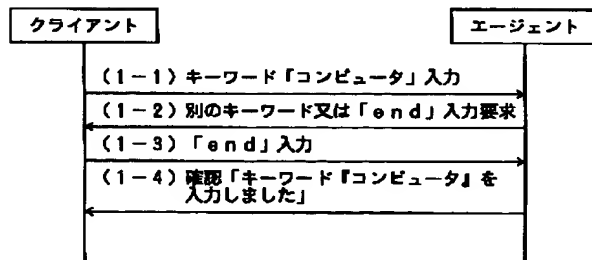 クライアント
エージェント
(1-1)キーワード「コンピュータ」入力
(1-2)別のキーワード又は「end」入力要求
(1-3)「end」入力
(1-4)確認「キーワード『コンピュータ』を
入力しました」